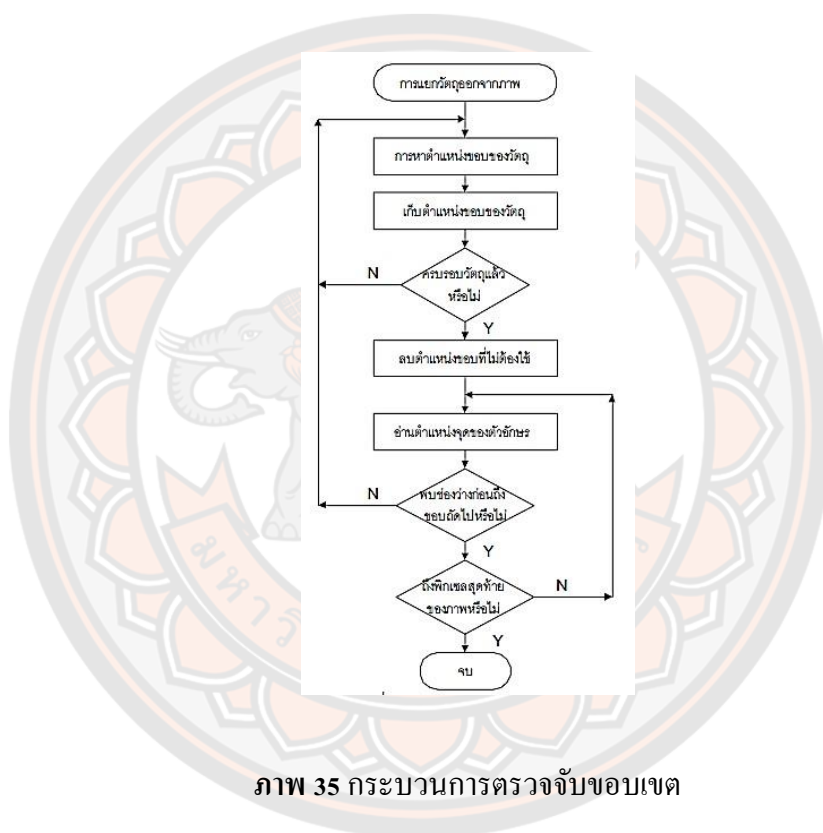 การแยกวัตถุออกจากภาพ
การหาตำแหน่งขอบของวัตถุ
เก็บตำแหน่งขอบของวัตถุ
ครบรอบวัตถุแล้ว
หรือไม่
N
Y
ลบตำแหน่งขอบที่ไม่ต้องใช้
อ่านตำแหน่งจุดของตัวอักษร
พบช่องว่างก่อนถึง
ขอบถัดไปหรือไม่
N
Y
ถึงพิกเซลสุดท้าย
ของภาพหรือไม่
N
Y
จบ
ภาพ 35 กระบวนการตรวจจับขอบเขต